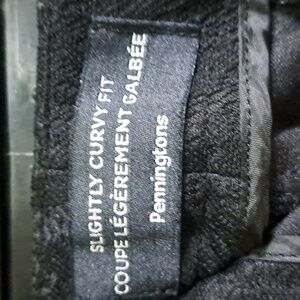 SLIGHTLY CURVY FIT
COUPE LÉGÈREMENT GALBÉE
Penningtons